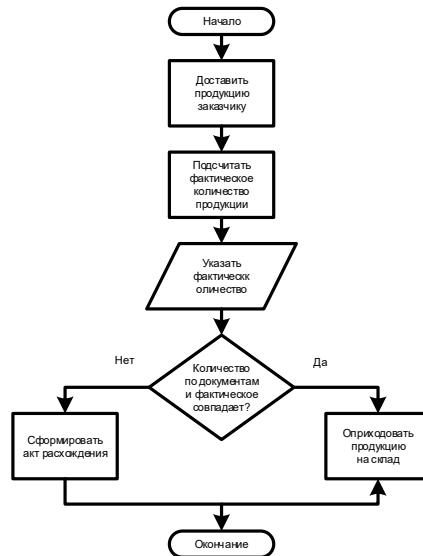 Начало
Доставить
продукцию
заказчику
Подсчитать
фактическое
количество
продукции
Указать
фактическк
оличество
Количество
по документам
и фактическое
совпадает?
Нет
Да
Сформировать
акт расхождения
Оприходовать
продукцию
на склад
Окончание